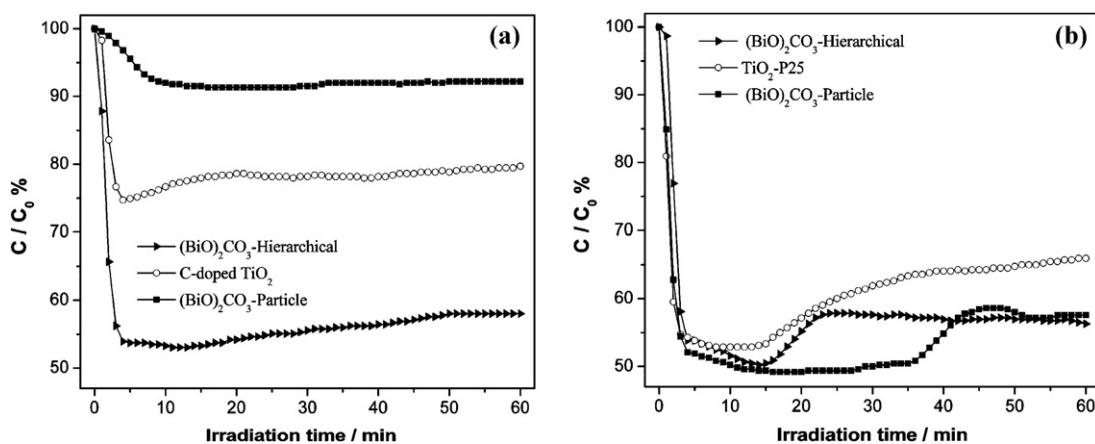 (a)
C / C₀ %
100
90
80
70
60
50
(BiO)₂CO₃-Hierarchical
C-doped TiO₂
(BiO)₂CO₃-Particle
0 10 20 30 40 50 60
Irradiation time / min
(b)
C / C₀ %
100
90
80
70
60
50
(BiO)₂CO₃-Hierarchical
TiO₂-P25
(BiO)₂CO₃-Particle
0 10 20 30 40 50 60
Irradiation time / min